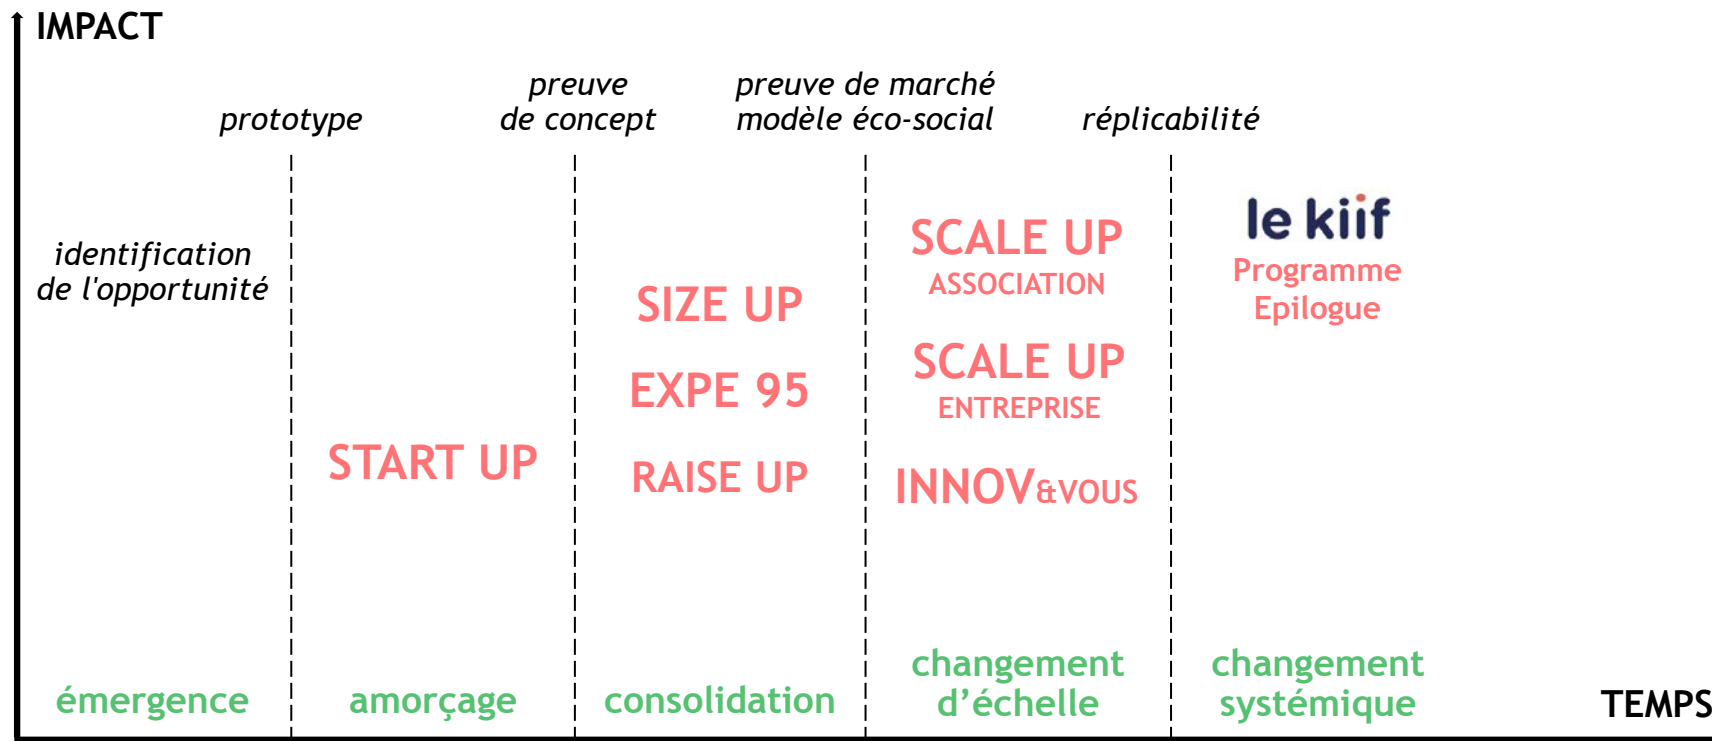 IMPACT
preuve
de concept
preuve de marché
modèle éco-social
prototype
réplicabilité
identification
de l'opportunité
START UP
SIZE UP
EXPE 95
RAISE UP
SCALE UP
ASSOCIATION
SCALE UP
ENTREPRISE
INNOV&VOUS
le kiif
Programme
Epilogue
émergence
amorçage
consolidation
changement
d’échelle
changement
systémique
TEMPS